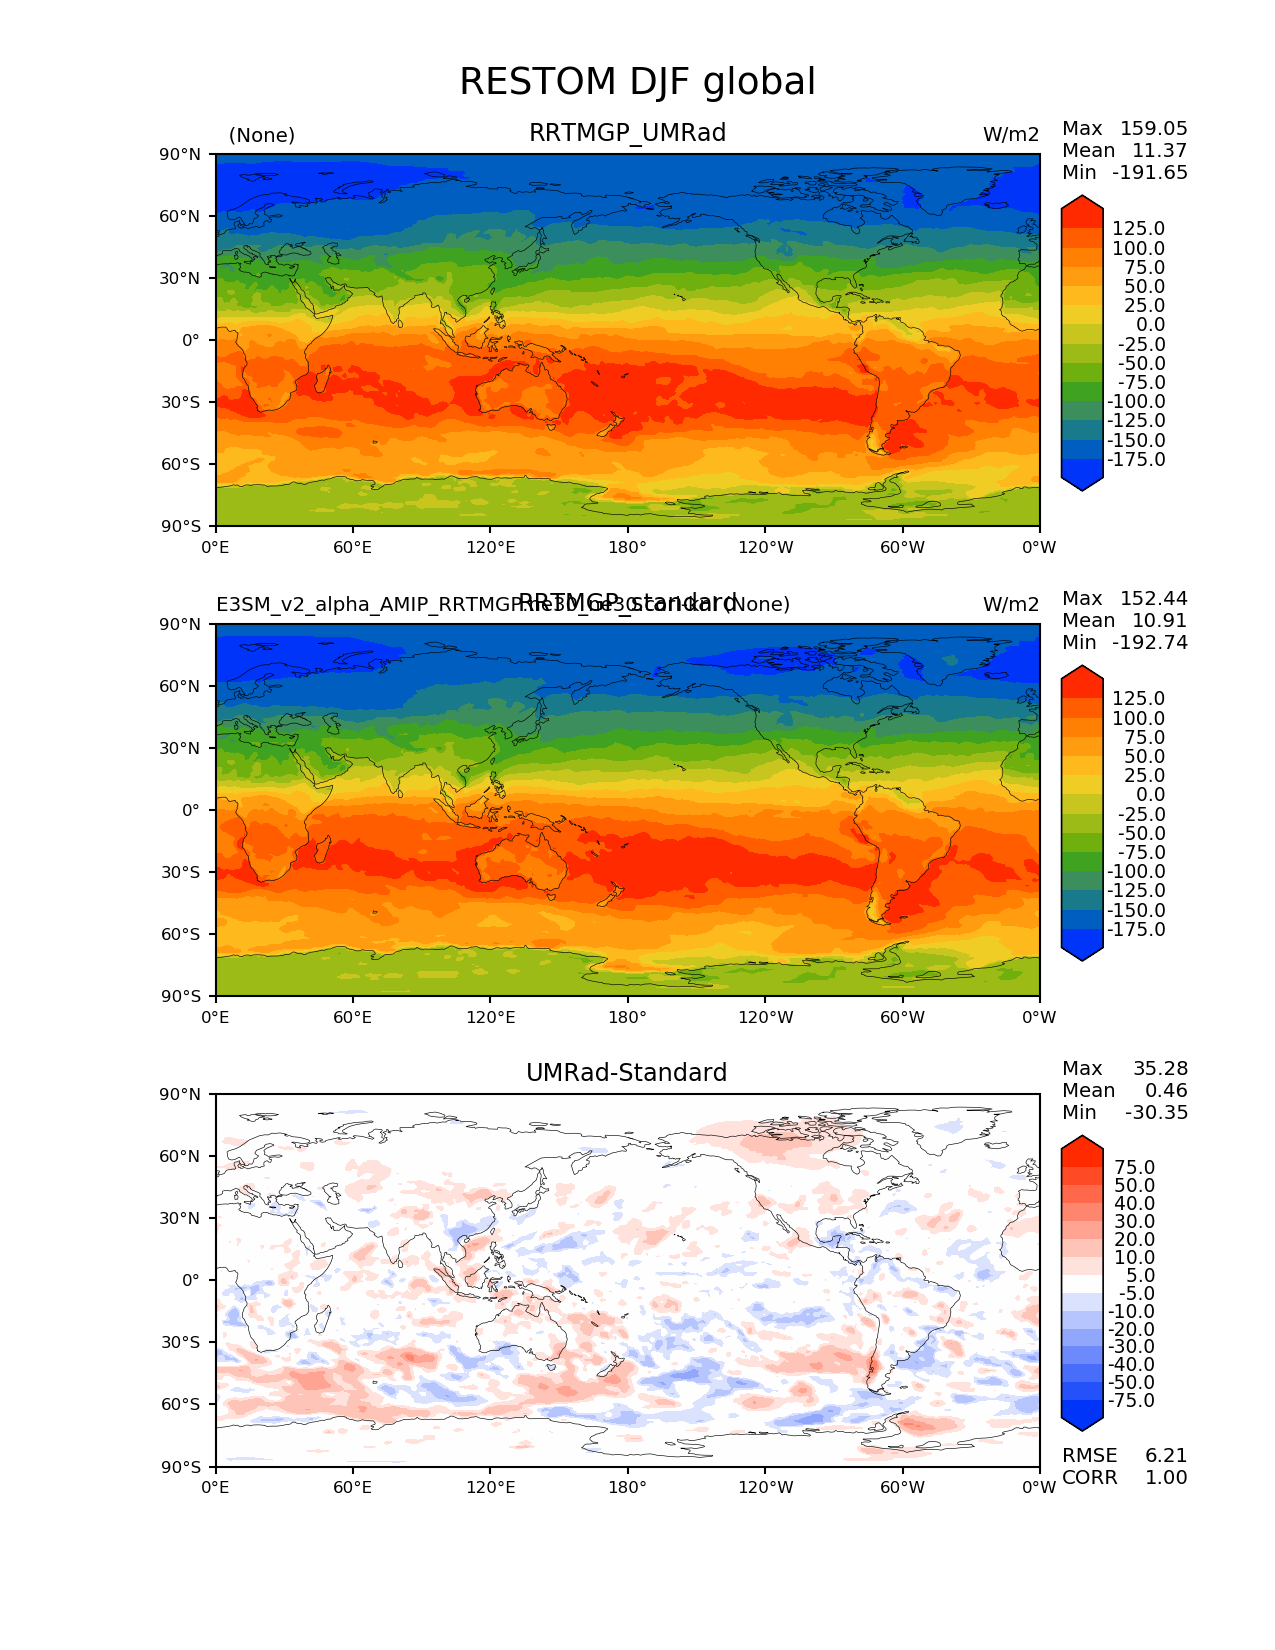 RESTOM DJF global
(None) RRTMGP_UMRad W/m2
Max 159.05
Mean 11.37
Min -191.65
90°N
60°N
30°N
0°
30°S
60°S
90°S
0°E 60°E 120°E 180° 120°W 60°W 0°W
125.0
100.0
75.0
50.0
25.0
0.0
-25.0
-50.0
-75.0
-100.0
-125.0
-150.0
-175.0
E3SM_v2_alpha_AMIP_RRTMGP (None) RRTMGP_standard W/m2
Max 152.44
Mean 10.91
Min -192.74
90°N
60°N
30°N
0°
30°S
60°S
90°S
0°E 60°E 120°E 180° 120°W 60°W 0°W
125.0
100.0
75.0
50.0
25.0
0.0
-25.0
-50.0
-75.0
-100.0
-125.0
-150.0
-175.0
UMRad-Standard
Max 35.28
Mean 0.46
Min -30.35
90°N
60°N
30°N
0°
30°S
60°S
90°S
0°E 60°E 120°E 180° 120°W 60°W 0°W
75.0
50.0
40.0
30.0
20.0
10.0
5.0
-5.0
-10.0
-20.0
-30.0
-40.0
-50.0
-75.0
RMSE 6.21
CORR 1.00